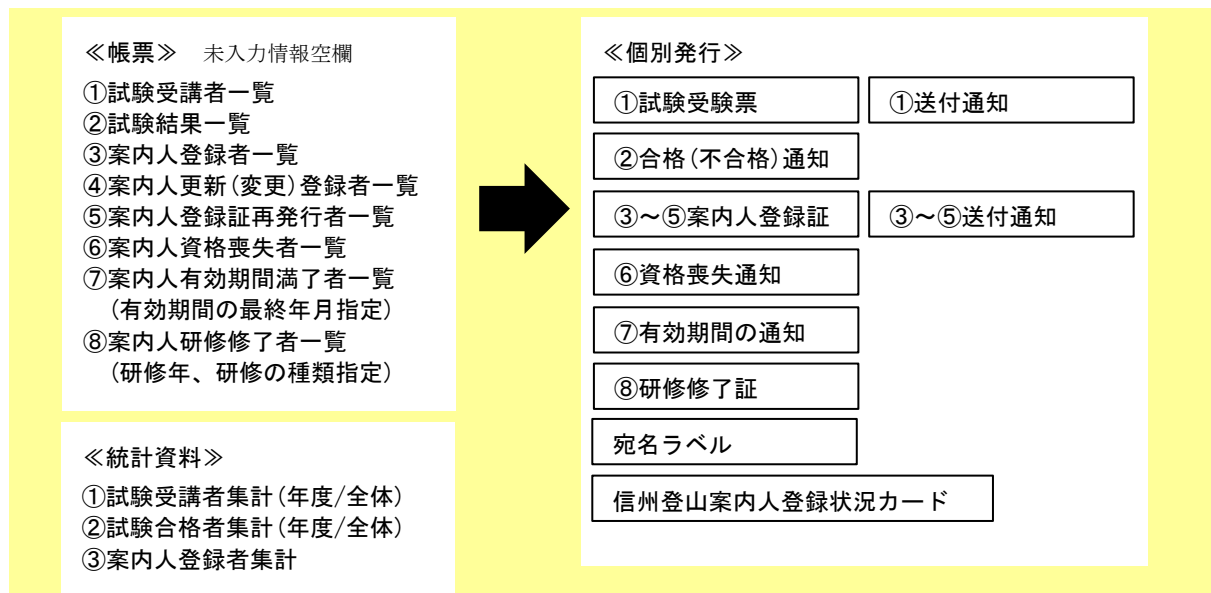 ≪帳票≫ 未入力情報空欄
①試験受講者一覧
②試験結果一覧
③案内人登録者一覧
④案内人更新(変更)登録者一覧
⑤案内人登録証再発行者一覧
⑥案内人資格喪失者一覧
⑦案内人有効期間満了者一覧
(有効期間の最終年月指定)
⑧案内人研修修了者一覧
(研修年、研修の種類指定)
≪統計資料≫
①試験受講者集計(年度/全体)
②試験合格者集計(年度/全体)
③案内人登録者集計
≪個別発行≫
①試験受験票 ①送付通知
②合格(不合格)通知
③～⑤案内人登録証 ③～⑤送付通知
⑥資格喪失通知
⑦有効期間の通知
⑧研修修了証
宛名ラベル
信州登山案内人登録状況カード